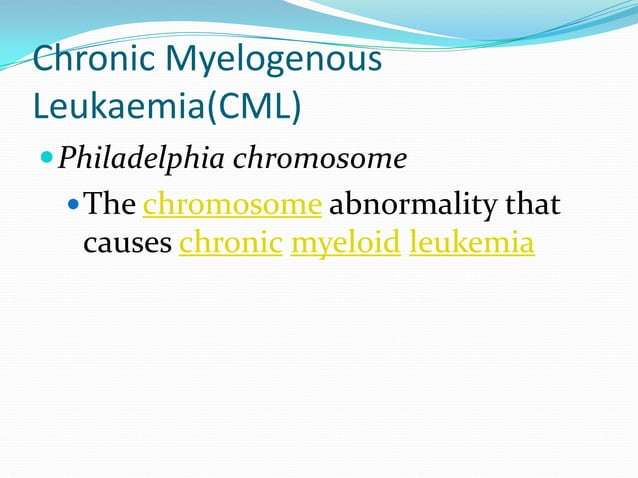 Chronic Myelogenous
Leukaemia(CML)
Philadelphia chromosome
The chromosome abnormality that
causes chronic myeloid leukemia